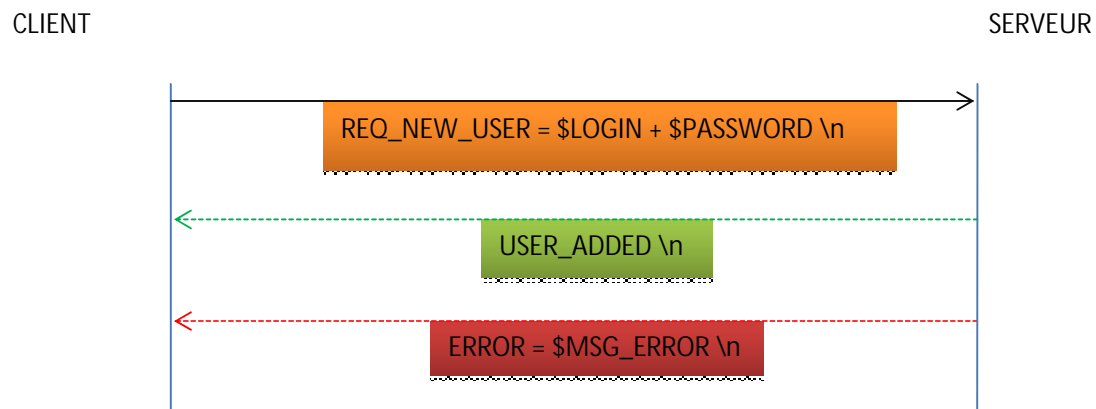 CLIENT
SERVEUR
REQ_NEW_USER = $LOGIN + $PASSWORD \n
USER_ADDED \n
ERROR = $MSG_ERROR \n